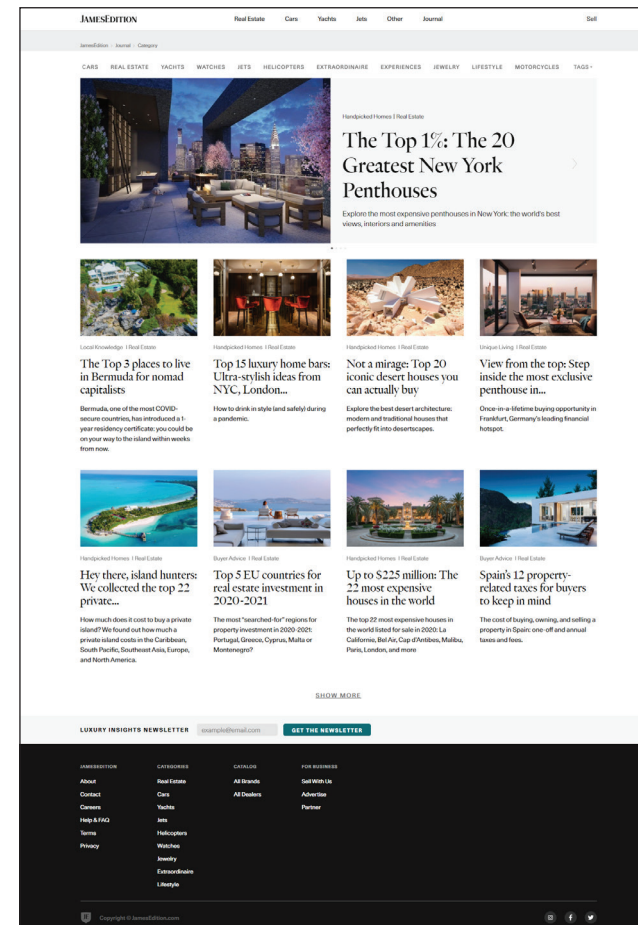 JAMESEDITION
Real Estate Cars Yachts Jets Other Journal Sell
JamesEdition Journal Category
CARS REAL ESTATE YACHTS WATCHES JETS HELICOPTERS EXTRAORDINAIRE EXPERIENCES JEWELRY LIFESTYLE MOTORCYCLES TAGS
Handpicked Homes | Real Estate
The Top 1%: The 20
Greatest New York
Penthouses
Explore the most expensive penthouses in New York: the world's best
views, interiors and amenities
Local Knowledge | Real Estate
The Top 3 places to live
in Bermuda for nomad
capitalists
Bermuda, one of the most COVID-
secure countries, has introduced a 1-
year residency certificate: you could be
on your way to the island within weeks
from now.
Handpicked Homes | Real Estate
Top 15 luxury home bars:
Ultra-stylish ideas from
NYC, London...
How to drink in style (and safely) during
a pandemic.
Handpicked Homes | Real Estate
Not a mirage: Top 20
iconic desert houses you
can actually buy
Explore the best desert architecture:
modern and traditional houses that
perfectly fit into desertscapes.
Unique Living | Real Estate
View from the top: Step
inside the most exclusive
penthouse in...
Once-in-a-lifetime buying opportunity in
Frankfurt, Germany's leading financial
hotspot.
Handpicked Homes | Real Estate
Hey there, island hunters:
We collected the top 22
private...
How much does it cost to buy a private
island? We found out how much a
private island costs in the Caribbean,
South Pacific, Southeast Asia, Europe,
and North America.
Buyer Advice | Real Estate
Top 5 EU countries for
real estate investment in
2020-2021
The most "searched-for" regions for
property investment in 2020-2021:
Portugal, Greece, Cyprus, Malta or
Montenegro?
Handpicked Homes | Real Estate
Up to $225 million: The
22 most expensive
houses in the world
The top 22 most expensive houses in
the world listed for sale in 2020: La
Californie, Bel Air, Cap d'Antibes, Malibu,
Paris, London, and more
Buyer Advice | Real Estate
Spain's 12 property-
related taxes for buyers
to keep in mind
The cost of buying, owning, and selling a
property in Spain: one-off and annual
taxes and fees.
SHOW MORE
LUXURY INSIGHTS NEWSLETTER example@email.com GET THE NEWSLETTER
JAMESEDITION
About
Contact
Careers
Help & FAQ
Terms
Privacy
CATEGORIES
Real Estate
Cars
Yachts
Jets
Helicopters
Watches
Jewelry
Extraordinaire
Lifestyle
CATALOG
All Brands
All Dealers
FOR BUSINESS
Sell With Us
Advertise
Partner
Copyright © JamesEdition.com